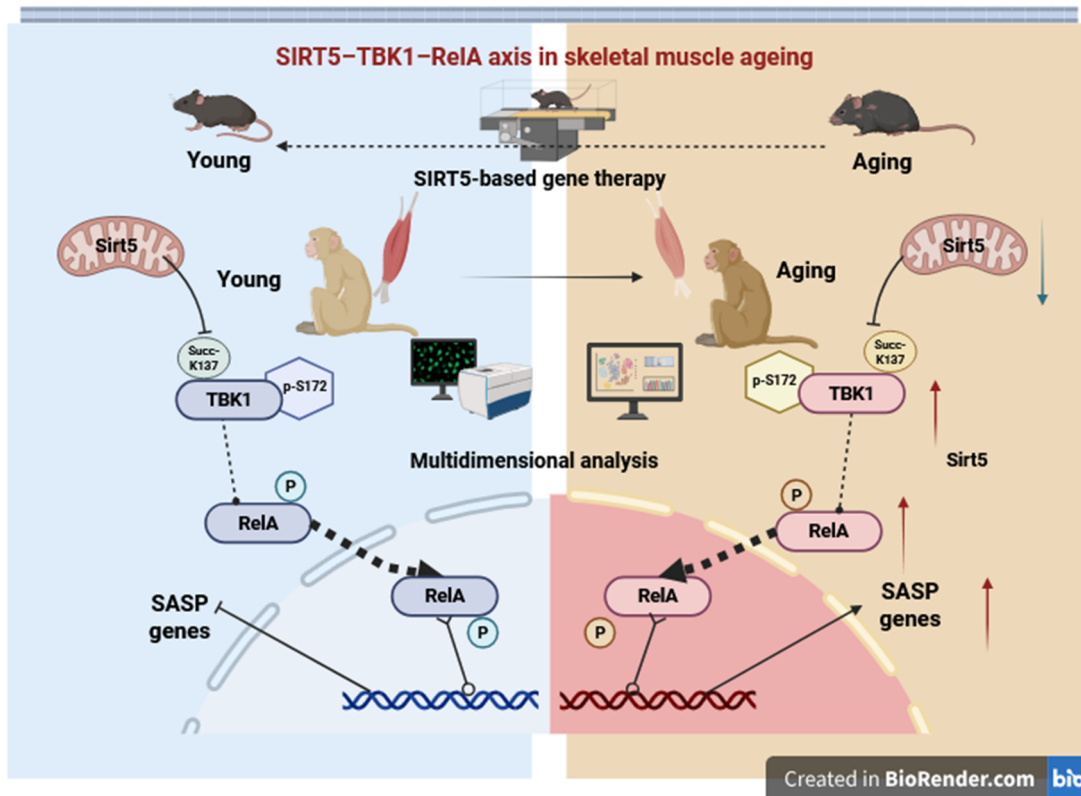 SIRT5–TBK1–RelA axis in skeletal muscle ageing
Young
Aging
SIRT5-based gene therapy
Sirt5
Young
Aging
Sirt5
Succ-
K137
TBK1
p-S172
p-S172
Succ-
K137
TBK1
Multidimensional analysis
Sirt5
P
RelA
P
RelA
RelA
P
RelA
P
SASP
genes
SASP
genes
Created in BioRender.com
bio